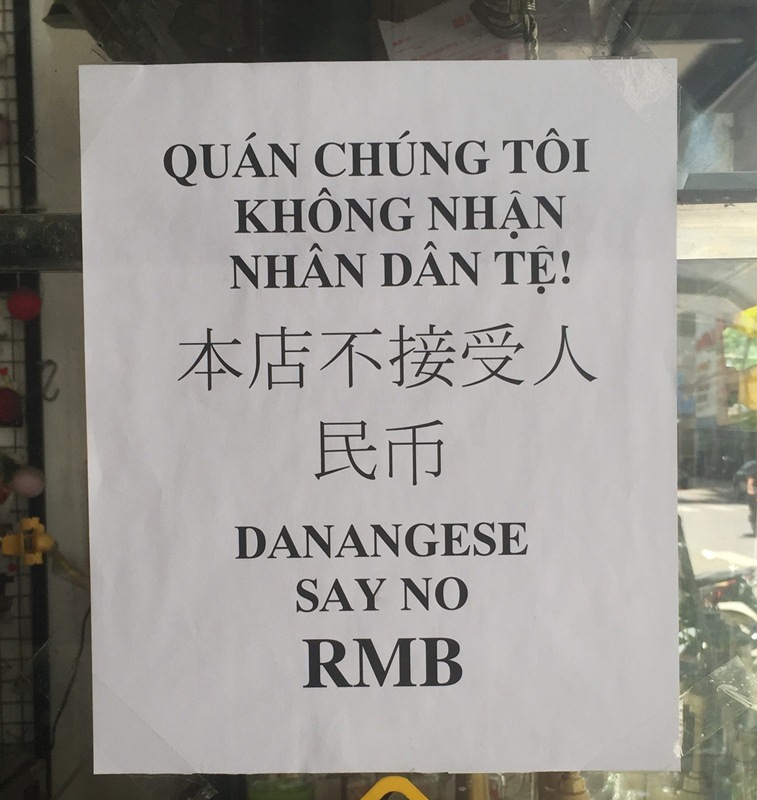 QUÁN CHÚNG TÔI
KHÔNG NHẬN
NHÂN DÂN TỆ!
本店不接受人
民币
DANANGESE
SAY NO
RMB